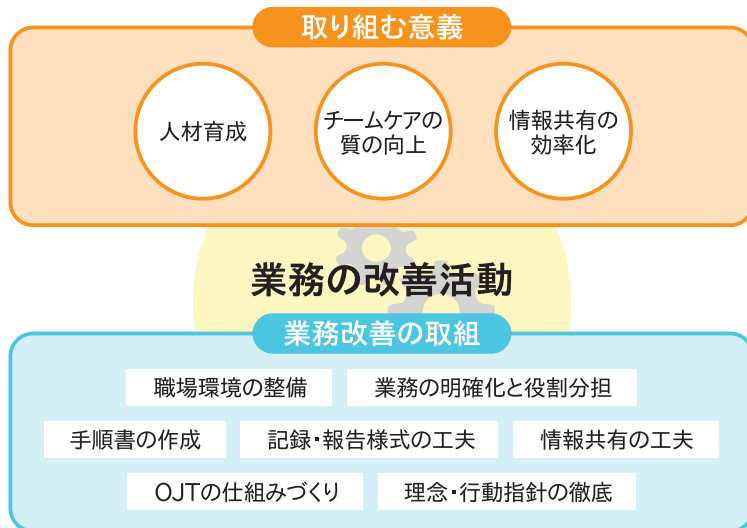 取り組む意義
人材育成
チームケアの
質の向上
情報共有の
効率化
業務の改善活動
業務改善の取組
職場環境の整備
業務の明確化と役割分担
手順書の作成
記録・報告様式の工夫
情報共有の工夫
OJTの仕組みづくり
理念・行動指針の徹底